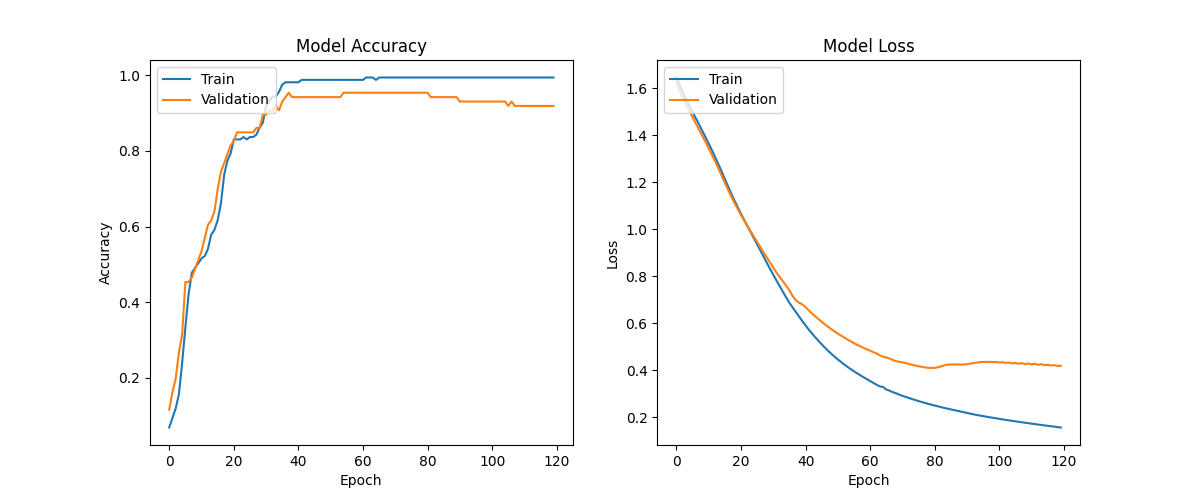 Model Accuracy
Train
Validation
1.0
0.8
0.6
0.4
0.2
Accuracy
0 20 40 60 80 100 120
Epoch
Model Loss
Train
Validation
1.6
1.4
1.2
1.0
0.8
0.6
0.4
0.2
Loss
0 20 40 60 80 100 120
Epoch